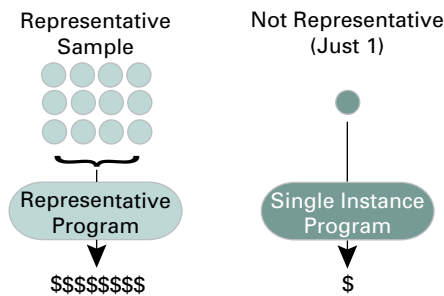 Representative
Sample
Not Representative
(Just 1)
Representative
Program
Single Instance
Program
$$$$$$$$
$